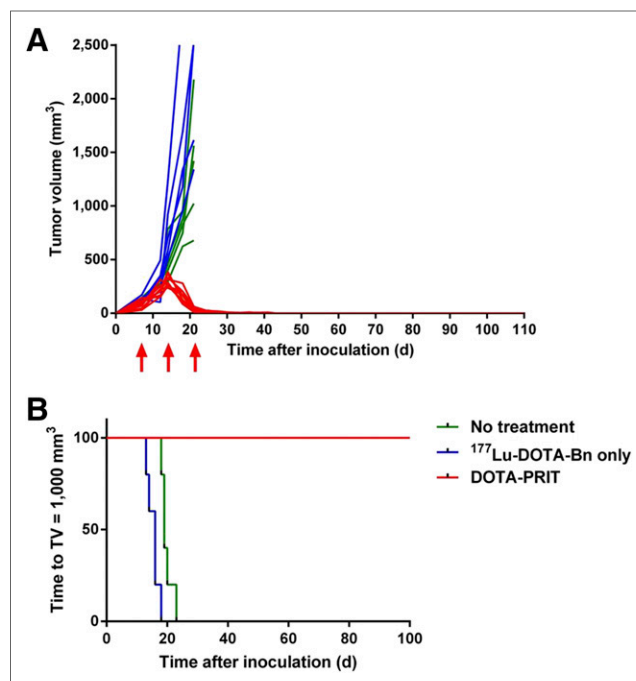 A
Tumor volume (mm³)
2,500
2,000
1,500
1,000
500
0
0 10 20 30 40 50 60 70 80 90 100 110
Time after inoculation (d)
B
Time to TV = 1,000 mm³
100
50
0
0 20 40 60 80 100
Time after inoculation (d)
No treatment
¹⁷⁷Lu-DOTA-Bn only
DOTA-PRIT